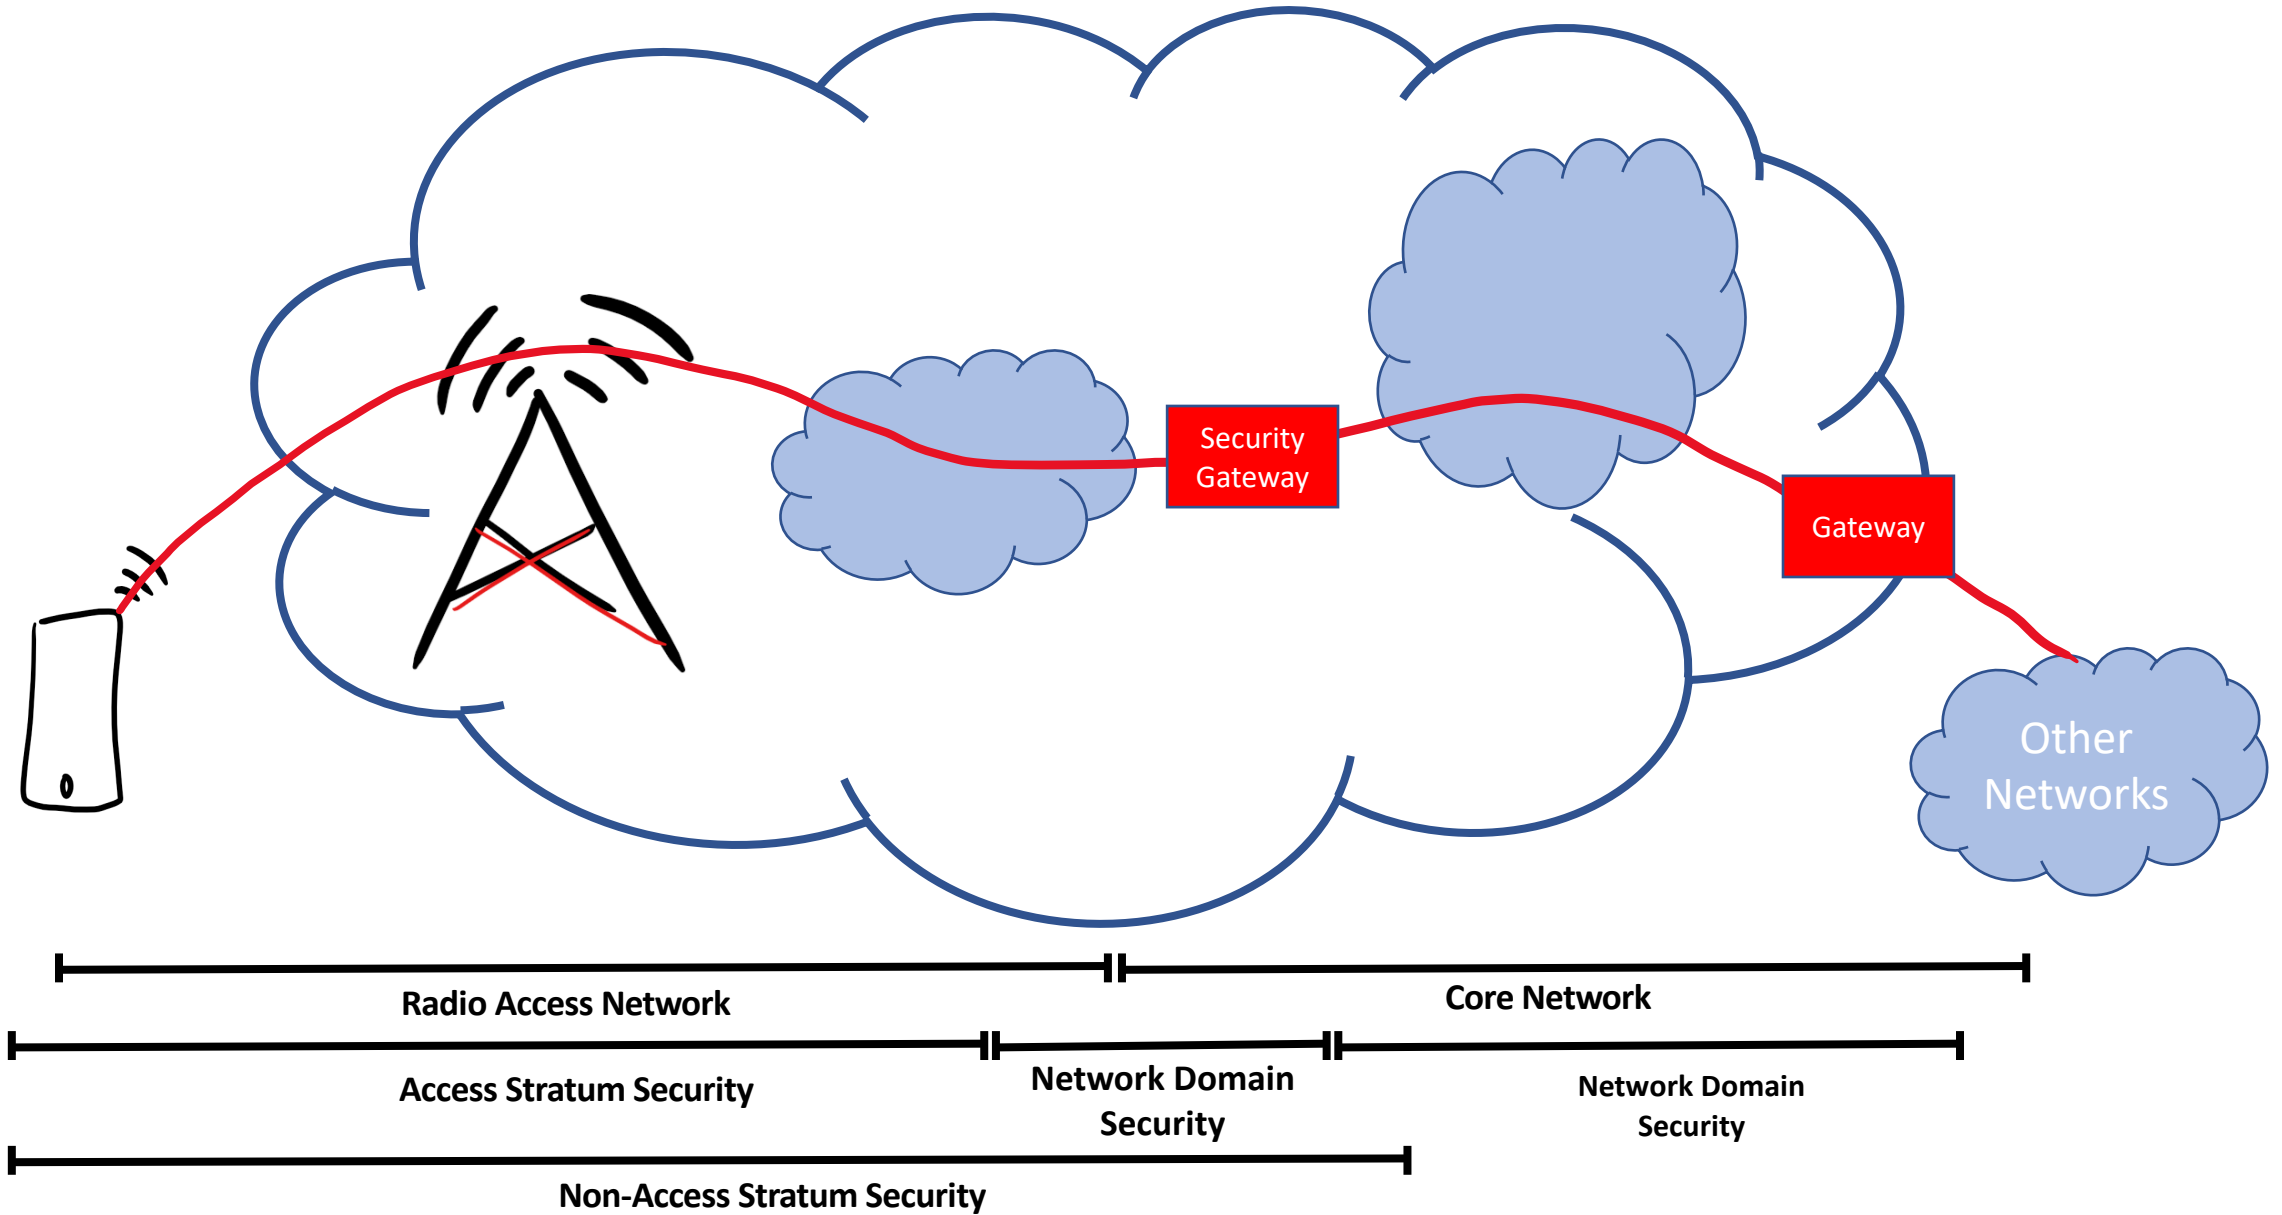 Security
Gateway
Gateway
Other
Networks
Radio Access Network
Core Network
Access Stratum Security
Network Domain
Security
Network Domain
Security
Non-Access Stratum Security